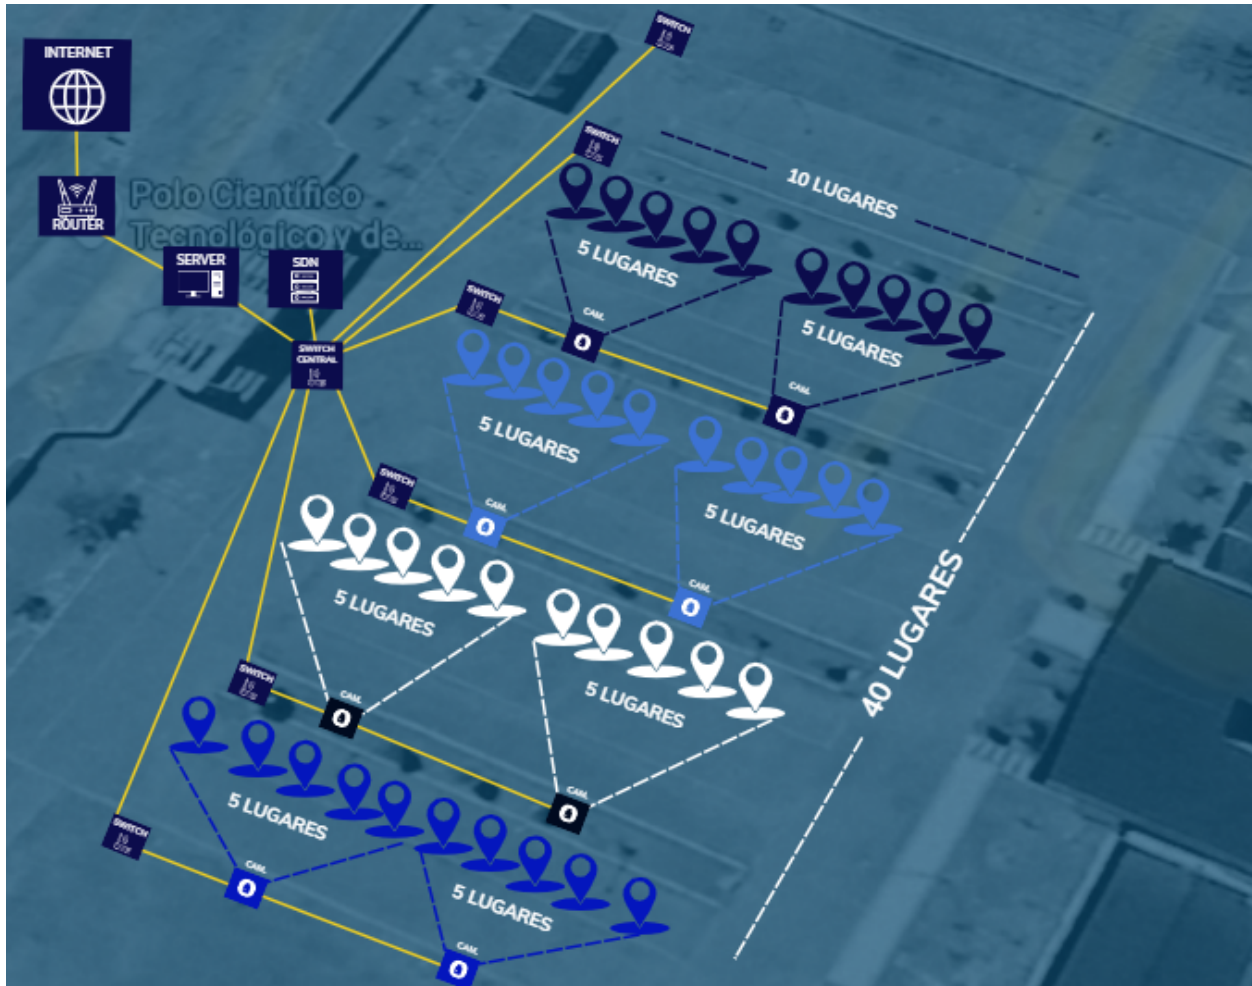 INTERNET
ROUTER
Polo Científico
Tecnológico y de...
SERVER
SDN
SWITCH
CENTRAL
SWITCH
SWITCH
10 LUGARES
5 LUGARES
5 LUGARES
SWITCH
CAM.
CAM.
5 LUGARES
5 LUGARES
SWITCH
CAM.
CAM.
40 LUGARES
5 LUGARES
5 LUGARES
SWITCH
CAM.
CAM.
5 LUGARES
5 LUGARES
SWITCH
CAM.
CAM.